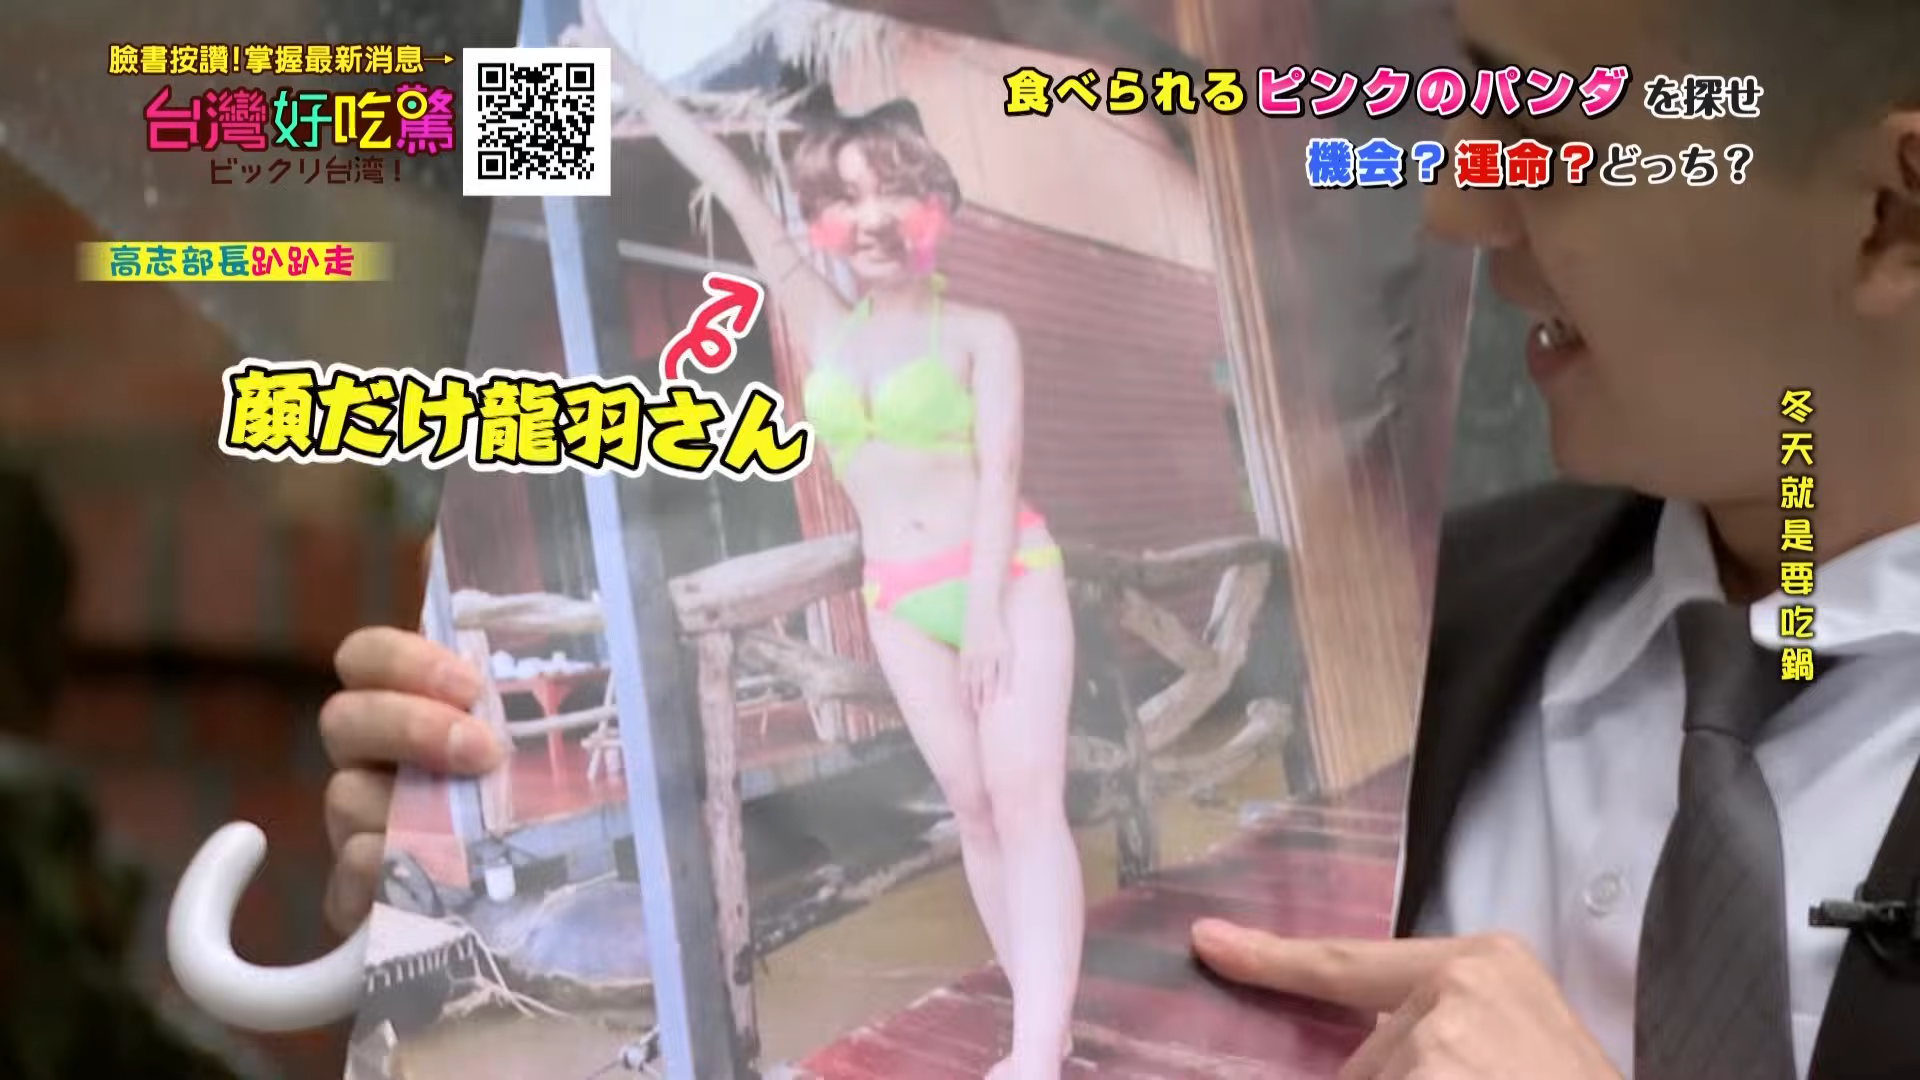 臉書按讚!掌握最新消息→
台灣好吃驚
ビックリ台湾!
高志部長趴趴走
食べられるピンクのパンダを探せ
機会?運命?どっち?
顔だけ龍羽さん
冬天就是要吃鍋